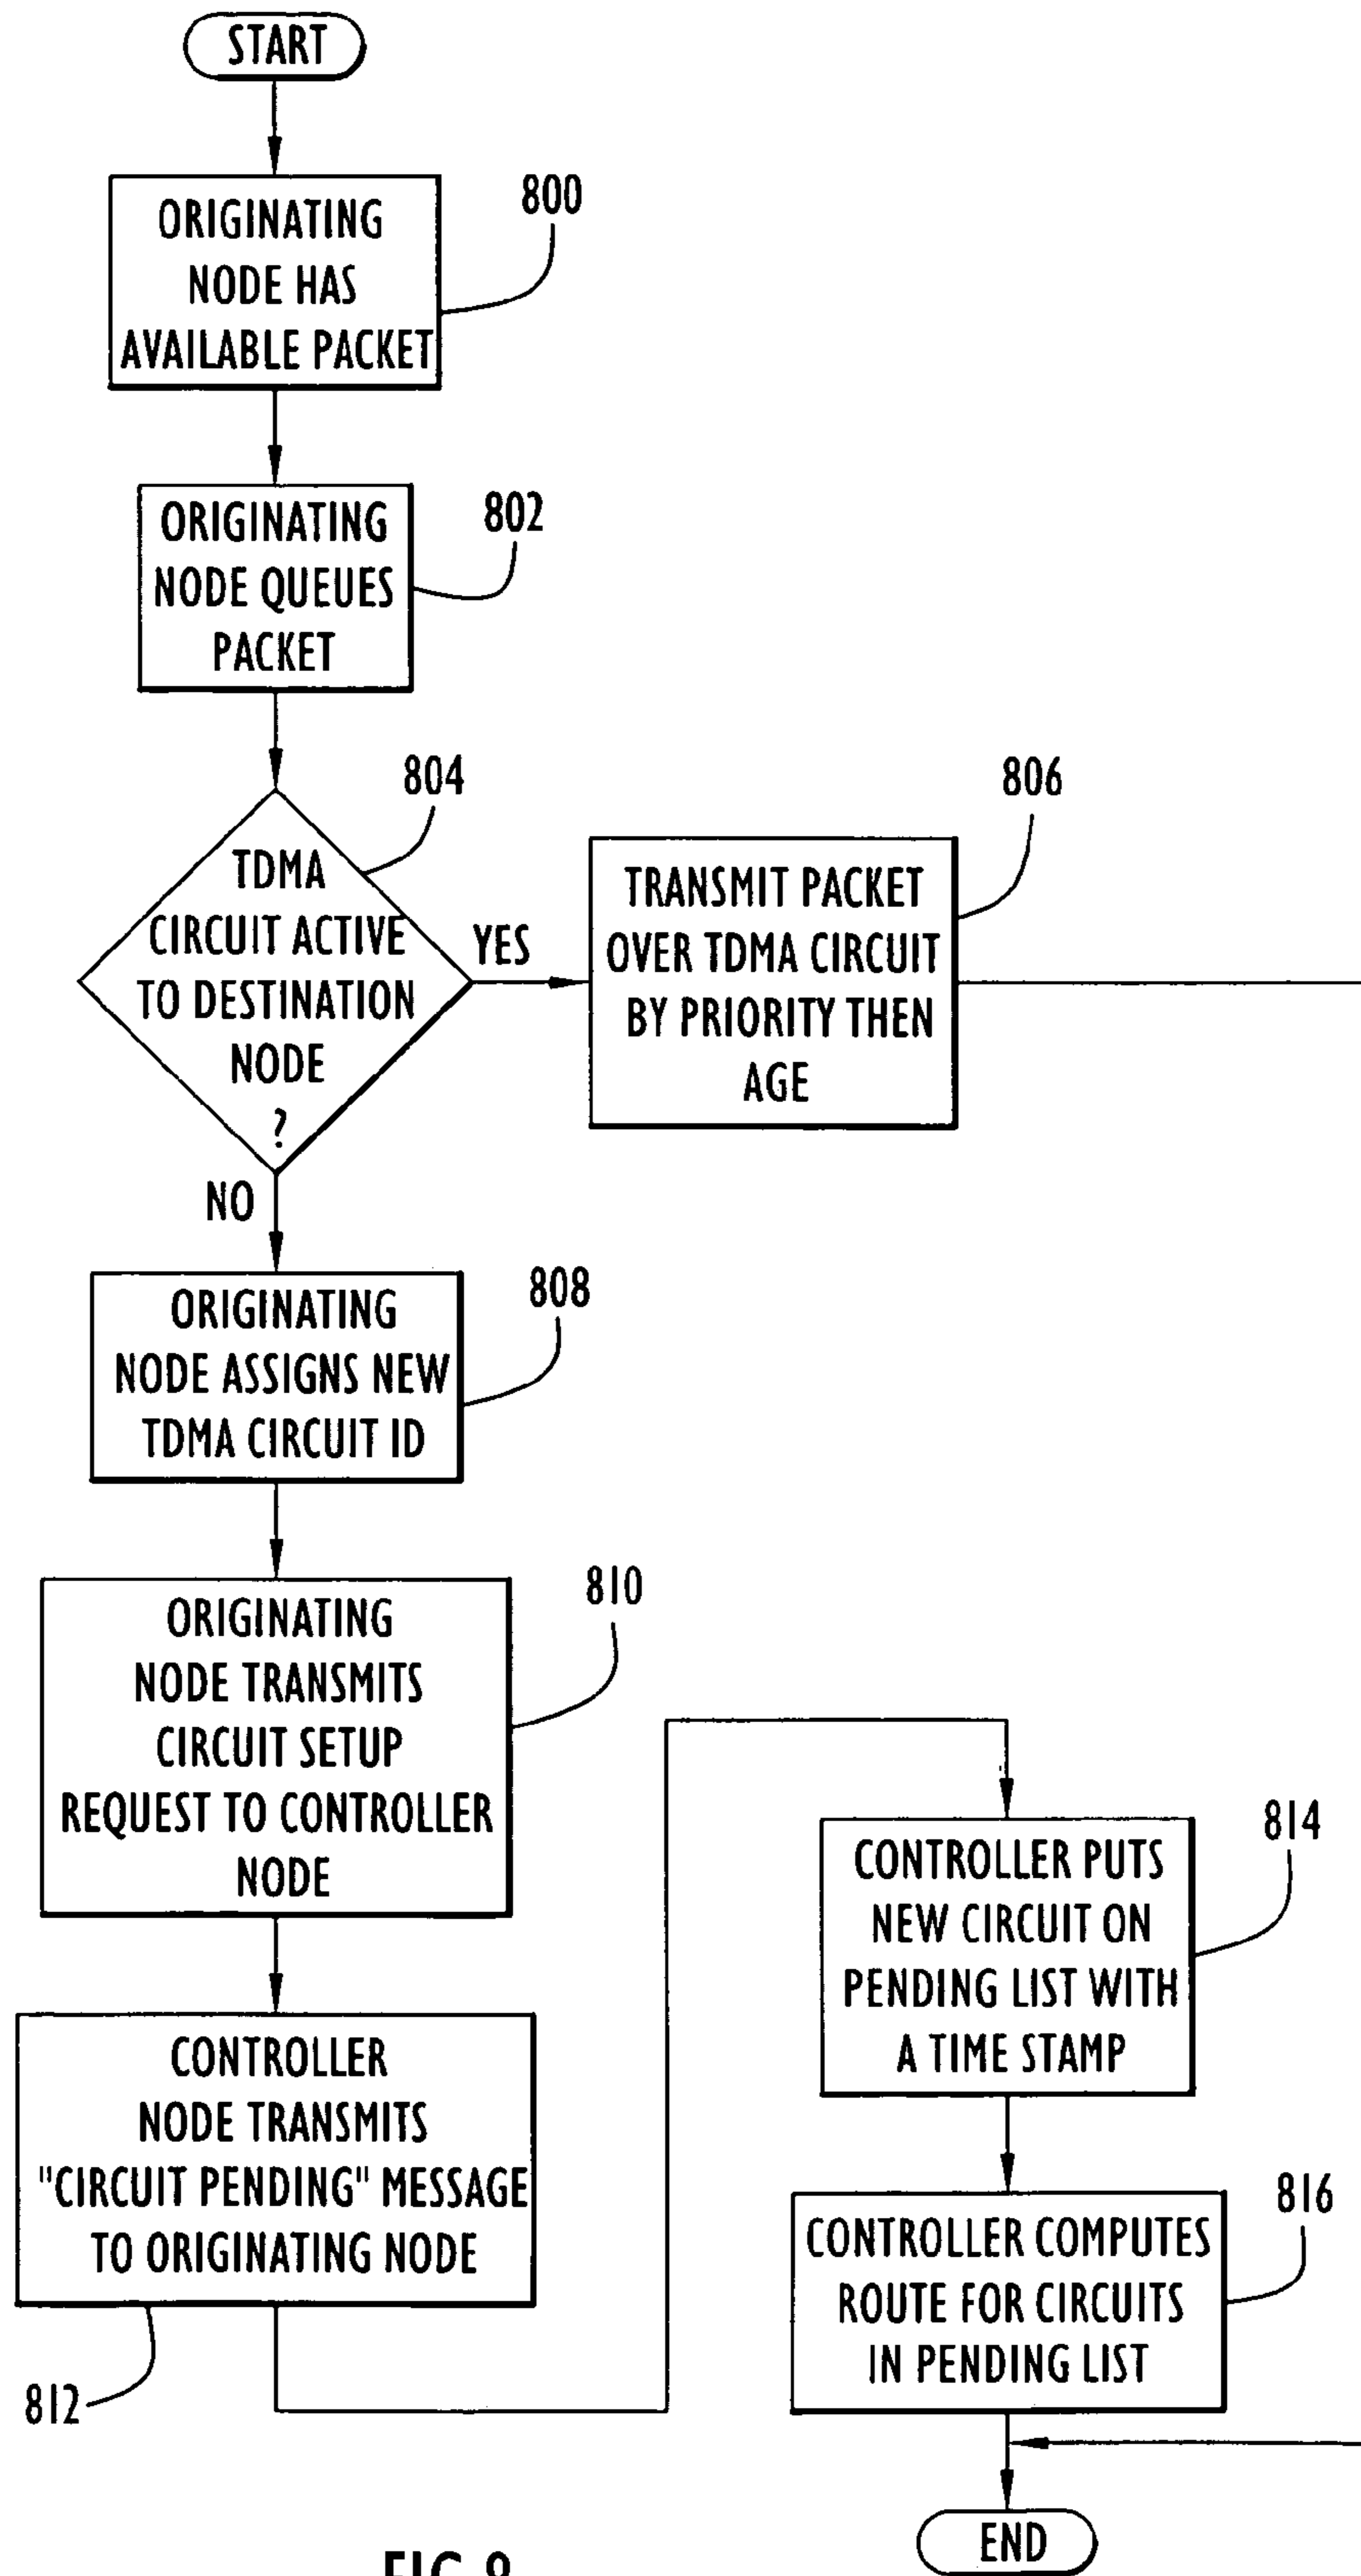 START
ORIGINATING
NODE HAS
AVAILABLE PACKET
800
ORIGINATING
NODE QUEUES
PACKET
802
TDMA
CIRCUIT ACTIVE
TO DESTINATION
NODE
?
804
YES
TRANSMIT PACKET
OVER TDMA CIRCUIT
BY PRIORITY THEN
AGE
806
NO
ORIGINATING
NODE ASSIGNS NEW
TDMA CIRCUIT ID
808
ORIGINATING
NODE TRANSMITS
CIRCUIT SETUP
REQUEST TO CONTROLLER
NODE
810
CONTROLLER
NODE TRANSMITS
"CIRCUIT PENDING" MESSAGE
TO ORIGINATING NODE
812
CONTROLLER PUTS
NEW CIRCUIT ON
PENDING LIST WITH
A TIME STAMP
814
CONTROLLER COMPUTES
ROUTE FOR CIRCUITS
IN PENDING LIST
816
END